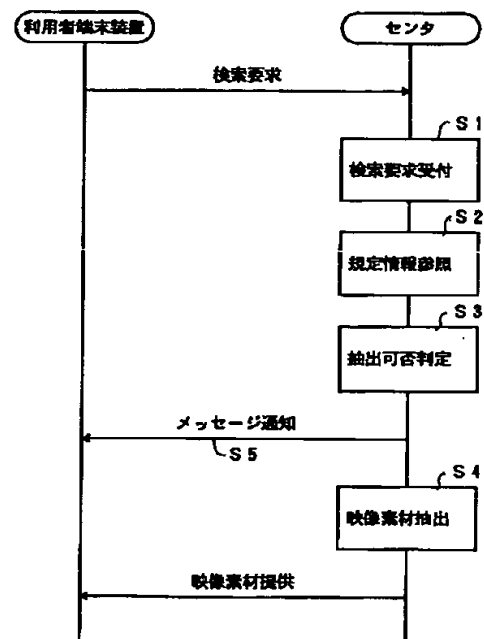 利用者端末装置
センタ
検索要求
S1
検索要求受付
S2
規定情報参照
S3
抽出可否判定
メッセージ通知
S5
S4
映像素材抽出
映像素材提供